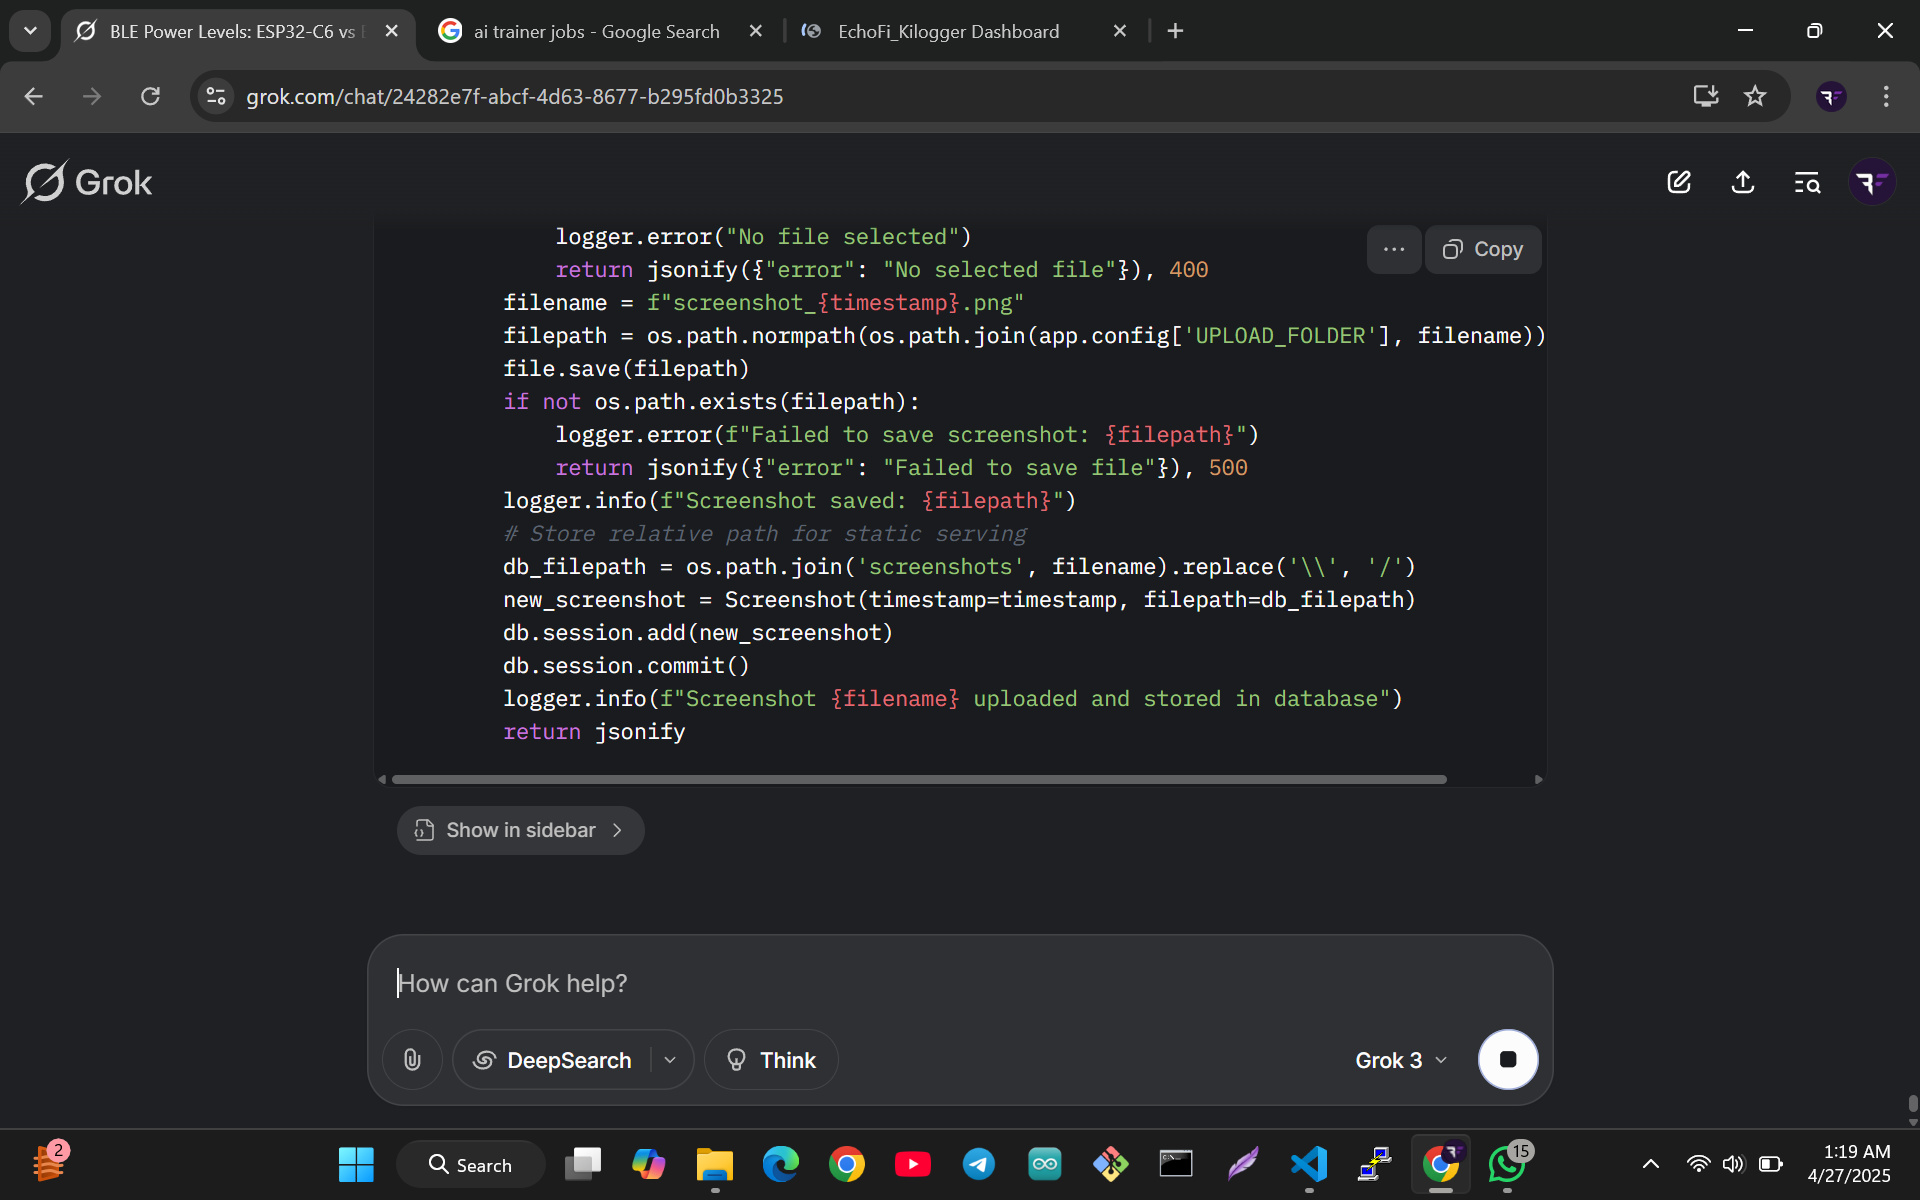 BLE Power Levels: ESP32-C6 vs
ai trainer jobs - Google Search
EchoFi_Kilogger Dashboard
grok.com/chat/24282e7f-abcf-4d63-8677-b295fd0b3325
Grok
logger.error("No file selected")
Copy
return jsonify({"error": "No selected file"}), 400
filename = f"screenshot_{timestamp}.png"
filepath = os.path.normpath(os.path.join(app.config['UPLOAD_FOLDER'], filename))
file.save(filepath)
if not os.path.exists(filepath):
logger.error(f"Failed to save screenshot: {filepath}")
return jsonify({"error": "Failed to save file"}), 500
logger.info(f"Screenshot saved: {filepath}")
# Store relative path for static serving
db_filepath = os.path.join('screenshots', filename).replace('\\', '/')
new_screenshot = Screenshot(timestamp=timestamp, filepath=db_filepath)
db.session.add(new_screenshot)
db.session.commit()
logger.info(f"Screenshot {filename} uploaded and stored in database")
return jsonify
Show in sidebar
How can Grok help?
DeepSearch
Think
Grok 3
2
Search
15
1:19 AM
4/27/2025